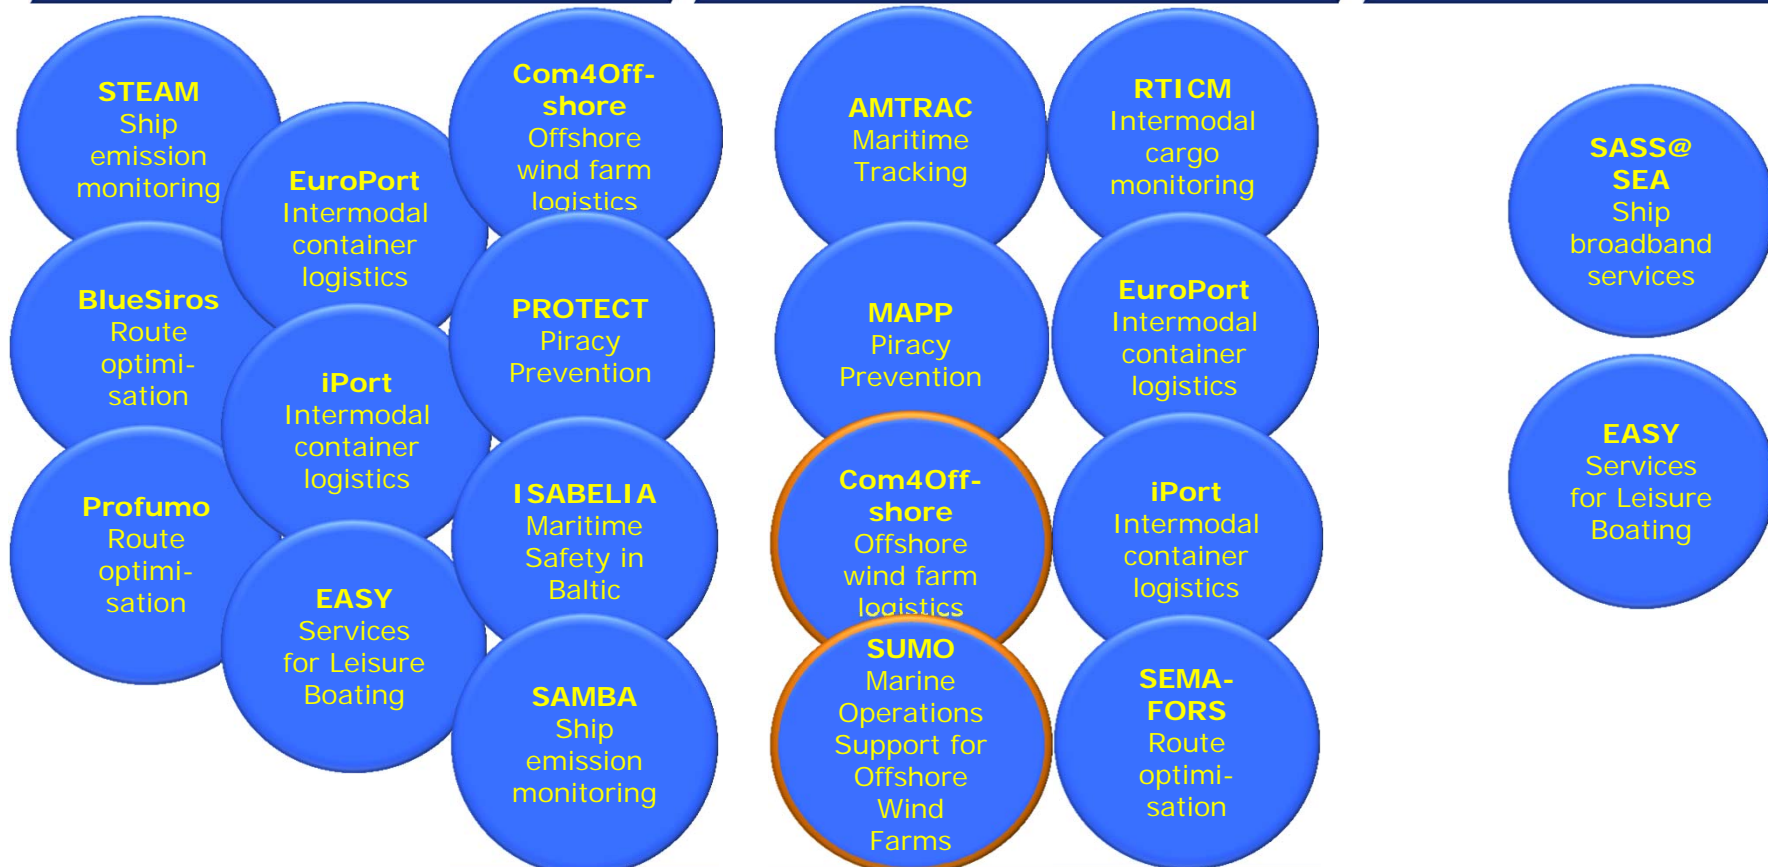 STEAM
Ship
emission
monitoring
BlueSiros
Route
optimi-
sation
Profumo
Route
optimi-
sation
EuroPort
Intermodal
container
logistics
iPort
Intermodal
container
logistics
EASY
Services
for Leisure
Boating
Com4Off-
shore
Offshore
wind farm
logistics
PROTECT
Piracy
Prevention
ISABELIA
Maritime
Safety in
Baltic
SAMBA
Ship
emission
monitoring
AMTRAC
Maritime
Tracking
MAPP
Piracy
Prevention
Com4Off-
shore
Offshore
wind farm
logistics
SUMO
Marine
Operations
Support for
Offshore
Wind
Farms
RTICM
Intermodal
cargo
monitoring
EuroPort
Intermodal
container
logistics
iPort
Intermodal
container
logistics
SEMA-
FORS
Route
optimi-
sation
SASS@
SEA
Ship
broadband
services
EASY
Services
for Leisure
Boating